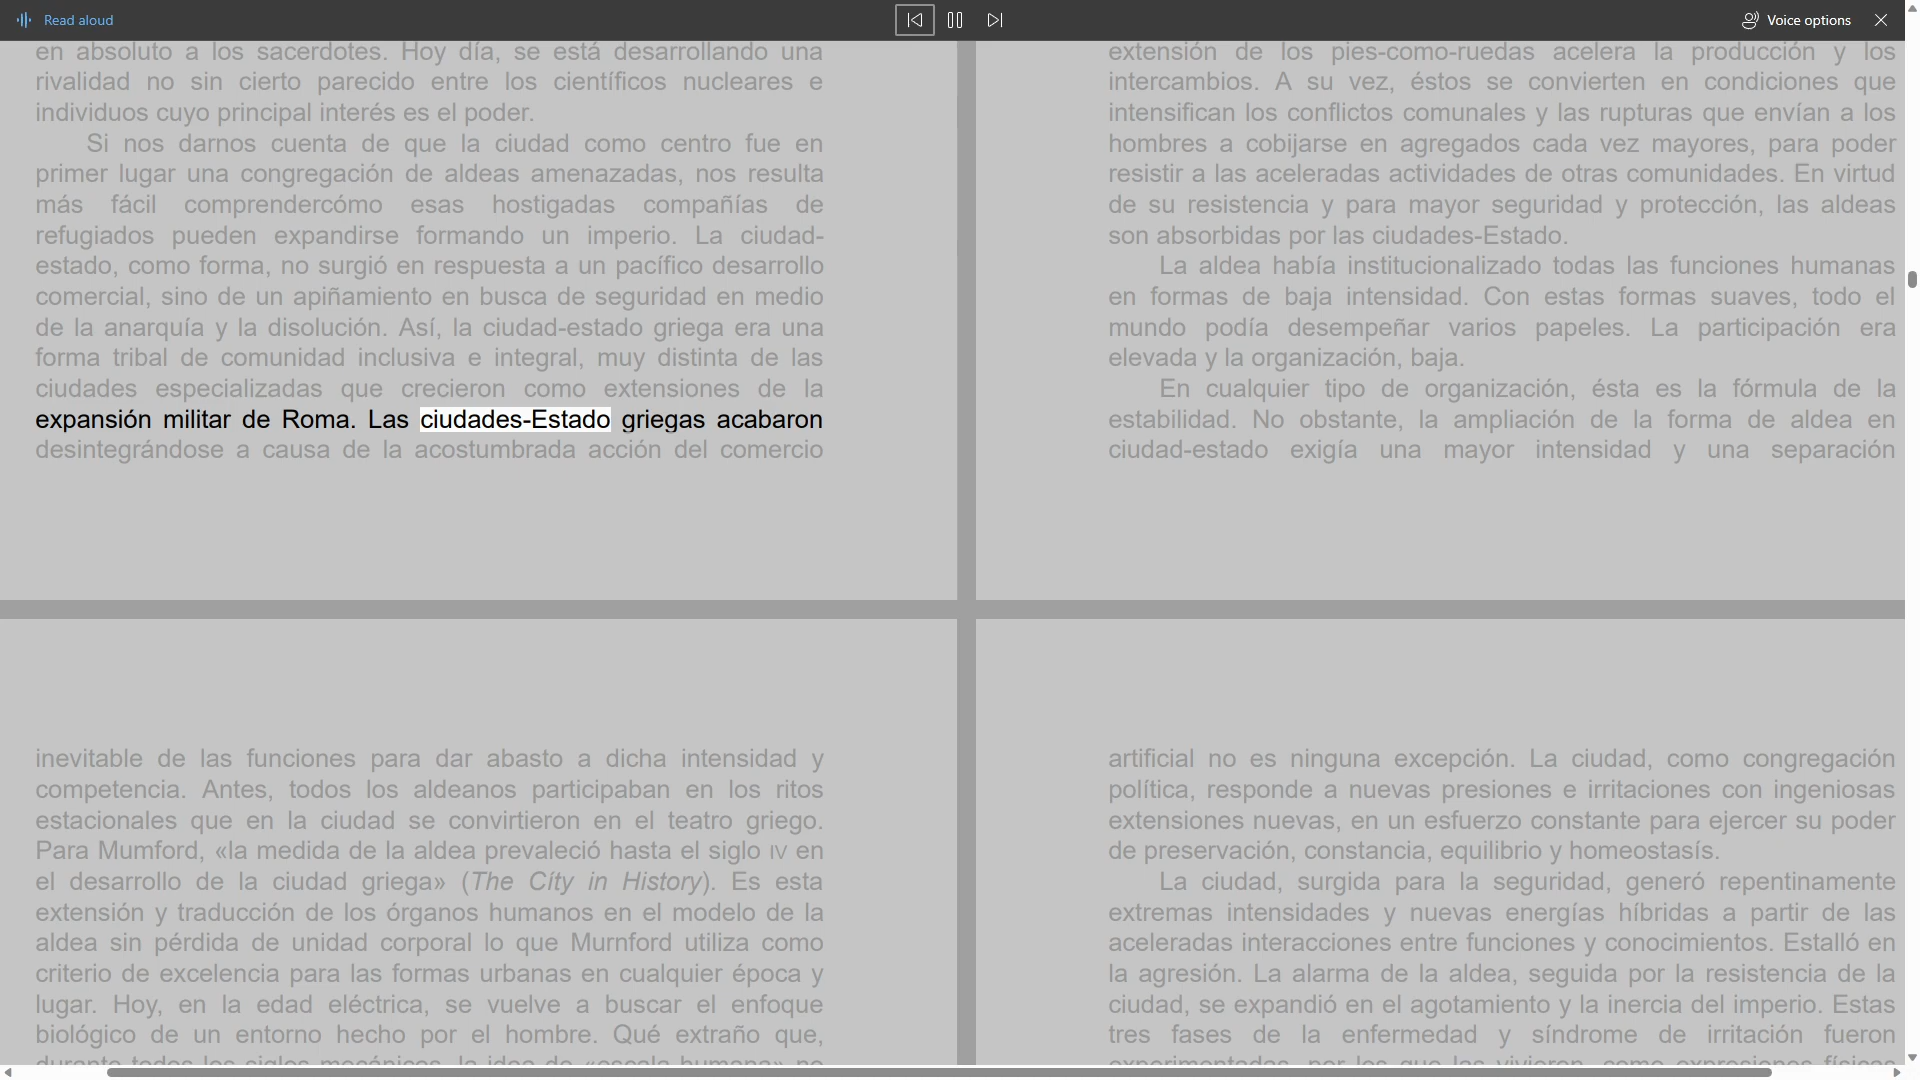 Read aloud
Voice options
en absoluto a los sacerdotes. Hoy día, se está desarrollando una
rivalidad no sin cierto parecido entre los científicos nucleares e
individuos cuyo principal interés es el poder.
Si nos darnos cuenta de que la ciudad como centro fue en
primer lugar una congregación de aldeas amenazadas, nos resulta
más fácil comprendercómo esas hostigadas compañías de
refugiados pueden expandirse formando un imperio. La ciudad-
estado, como forma, no surgió en respuesta a un pacífico desarrollo
comercial, sino de un apiñamiento en busca de seguridad en medio
de la anarquía y la disolución. Así, la ciudad-estado griega era una
forma tribal de comunidad inclusiva e integral, muy distinta de las
ciudades especializadas que crecieron como extensiones de la
expansión militar de Roma. Las ciudades-Estado griegas acabaron
desintegrándose a causa de la acostumbrada acción del comercio
extensión de los pies-como-ruedas acelera la producción y los
intercambios. A su vez, éstos se convierten en condiciones que
intensifican los conflictos comunales y las rupturas que envían a los
hombres a cobijarse en agregados cada vez mayores, para poder
resistir a las aceleradas actividades de otras comunidades. En virtud
de su resistencia y para mayor seguridad y protección, las aldeas
son absorbidas por las ciudades-Estado.
La aldea había institucionalizado todas las funciones humanas
en formas de baja intensidad. Con estas formas suaves, todo el
mundo podía desempeñar varios papeles. La participación era
elevada y la organización, baja.
En cualquier tipo de organización, ésta es la fórmula de la
estabilidad. No obstante, la ampliación de la forma de aldea en
ciudad-estado exigía una mayor intensidad y una separación
inevitable de las funciones para dar abasto a dicha intensidad y
competencia. Antes, todos los aldeanos participaban en los ritos
estacionales que en la ciudad se convirtieron en el teatro griego.
Para Mumford, «la medida de la aldea prevaleció hasta el siglo IV en
el desarrollo de la ciudad griega» (The Cíty in History). Es esta
extensión y traducción de los órganos humanos en el modelo de la
aldea sin pérdida de unidad corporal lo que Murnford utiliza como
criterio de excelencia para las formas urbanas en cualquier época y
lugar. Hoy, en la edad eléctrica, se vuelve a buscar el enfoque
biológico de un entorno hecho por el hombre. Qué extraño que,
durante todos los siglos mecánicos, la idea de «escala humana» no
artificial no es ninguna excepción. La ciudad, como congregación
política, responde a nuevas presiones e irritaciones con ingeniosas
extensiones nuevas, en un esfuerzo constante para ejercer su poder
de preservación, constancia, equilibrio y homeostasís.
La ciudad, surgida para la seguridad, generó repentinamente
extremas intensidades y nuevas energías híbridas a partir de las
aceleradas interacciones entre funciones y conocimientos. Estalló en
la agresión. La alarma de la aldea, seguida por la resistencia de la
ciudad, se expandió en el agotamiento y la inercia del imperio. Estas
tres fases de la enfermedad y síndrome de irritación fueron
experimentadas, por los que las vivieron, como expresiones físicas